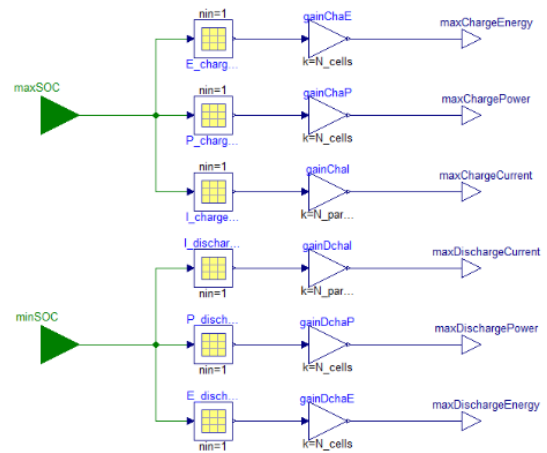 nin=1
gainChaE
maxChargeEnergy
E_charg...
k=N_cells
maxSOC
nin=1
gainChaP
maxChargePower
P_charg...
k=N_cells
nin=1
gainChaI
maxChargeCurrent
I_charge...
k=N_par...
I_dischar...
gainDchaI
maxDischargeCurrent
nin=1
k=N_par...
minSOC
P_disch...
gainDchaP
maxDischargePower
nin=1
k=N_cells
E_disch...
gainDchaE
maxDischargeEnergy
nin=1
k=N_cells